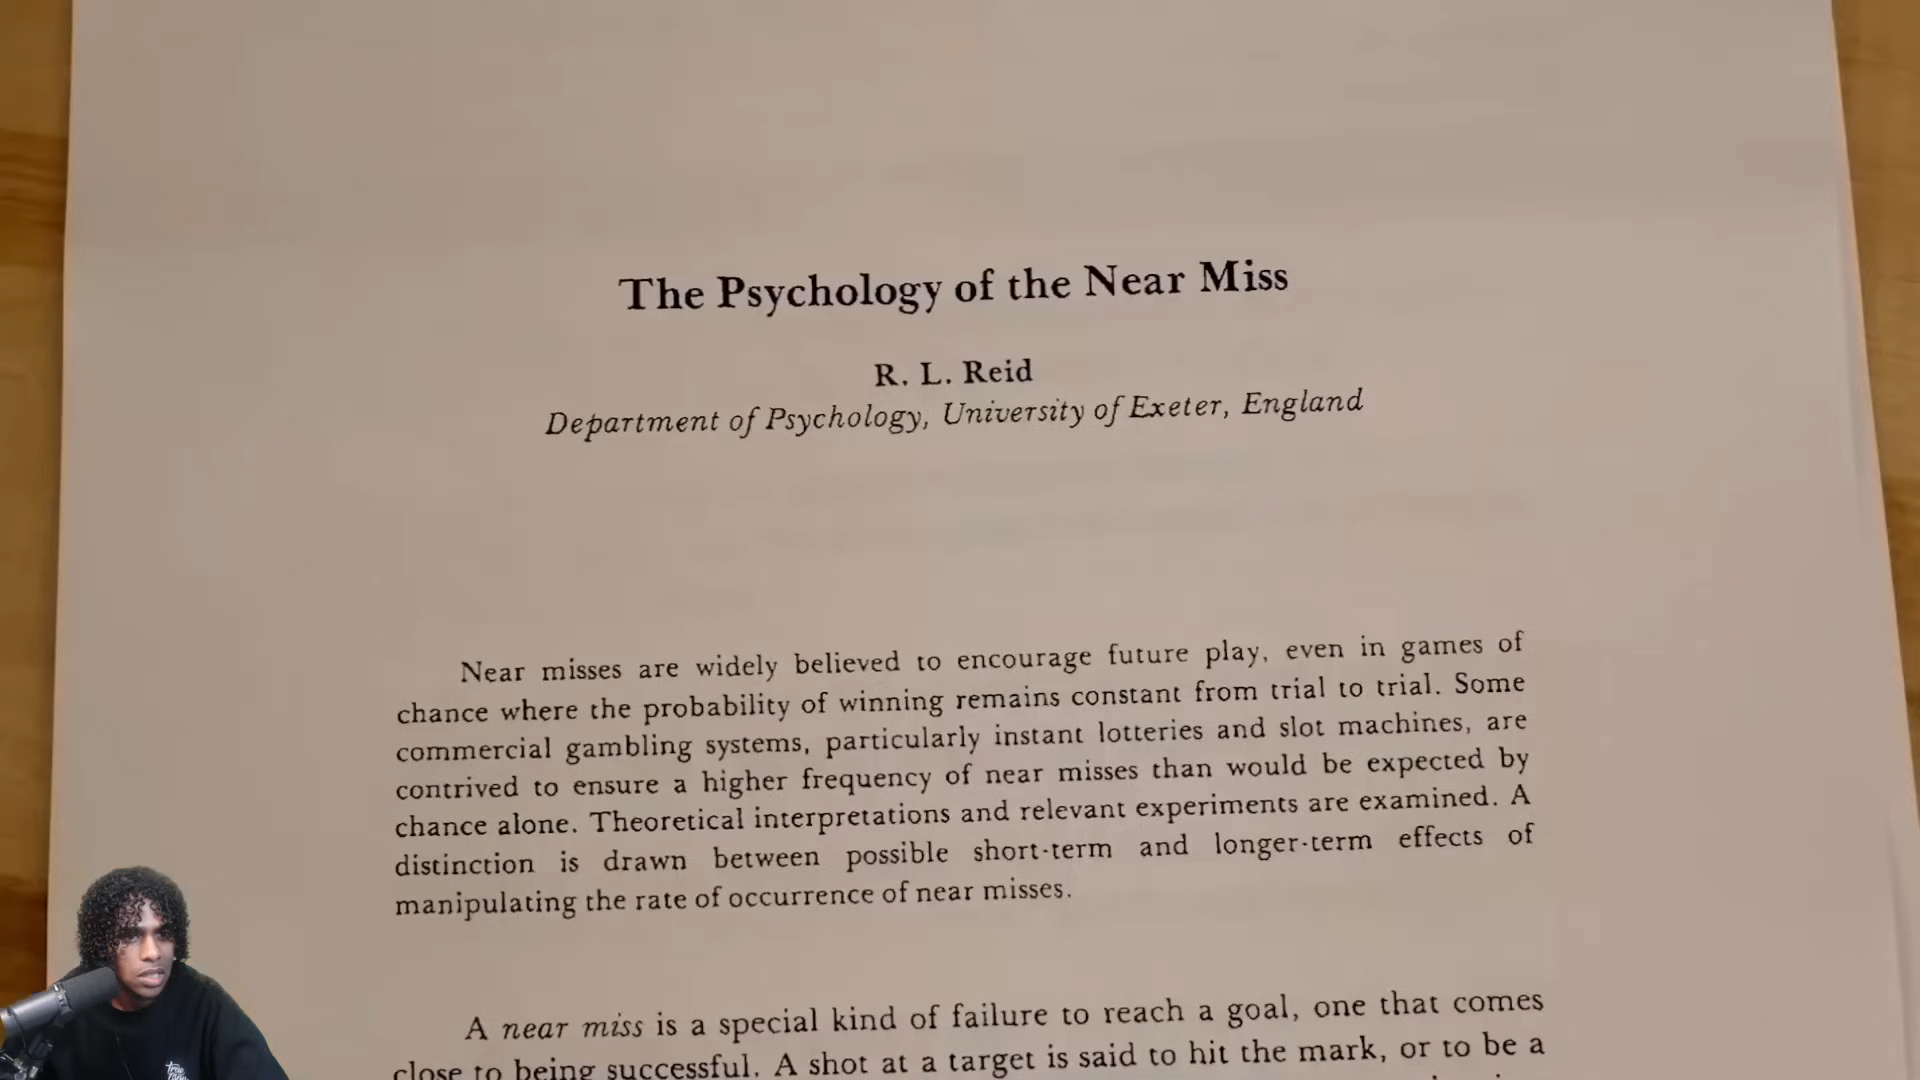 The Psychology of the Near Miss
R. L. Reid
Department of Psychology, University of Exeter, England
Near misses are widely believed to encourage future play, even in games of
chance where the probability of winning remains constant from trial to trial. Some
commercial gambling systems, particularly instant lotteries and slot machines, are
contrived to ensure a higher frequency of near misses than would be expected by
chance alone. Theoretical interpretations and relevant experiments are examined. A
distinction is drawn between possible short-term and longer-term effects of
manipulating the rate of occurrence of near misses.
A near miss is a special kind of failure to reach a goal, one that comes
close to being successful. A shot at a target is said to hit the mark, or to be a